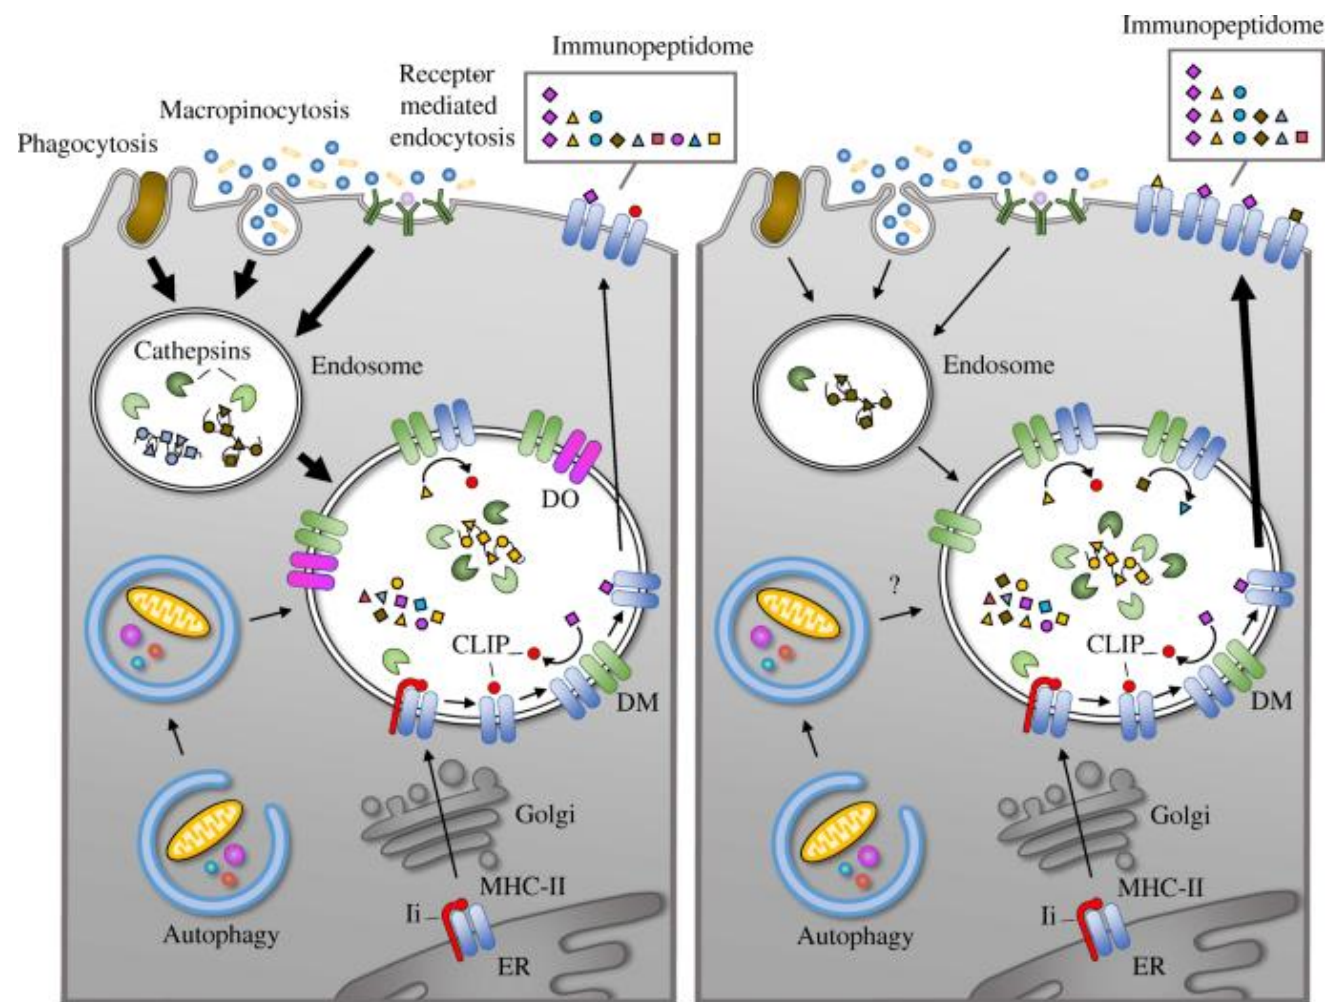 Immunopeptidome
Receptor
mediated
endocytosis
Macropinocytosis
Phagocytosis
Cathepsins
Endosome
DO
CLIP
DM
Golgi
MHC-II
Ii
Autophagy
ER
Immunopeptidome
Endosome
?
CLIP
DM
Golgi
MHC-II
Ii
Autophagy
ER